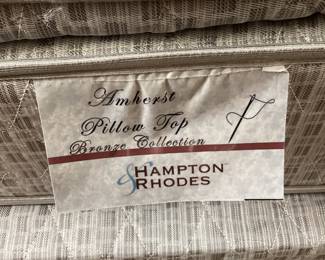 Amherst
Pillow Top
Bronze Collection
& HAMPTON
RHODES